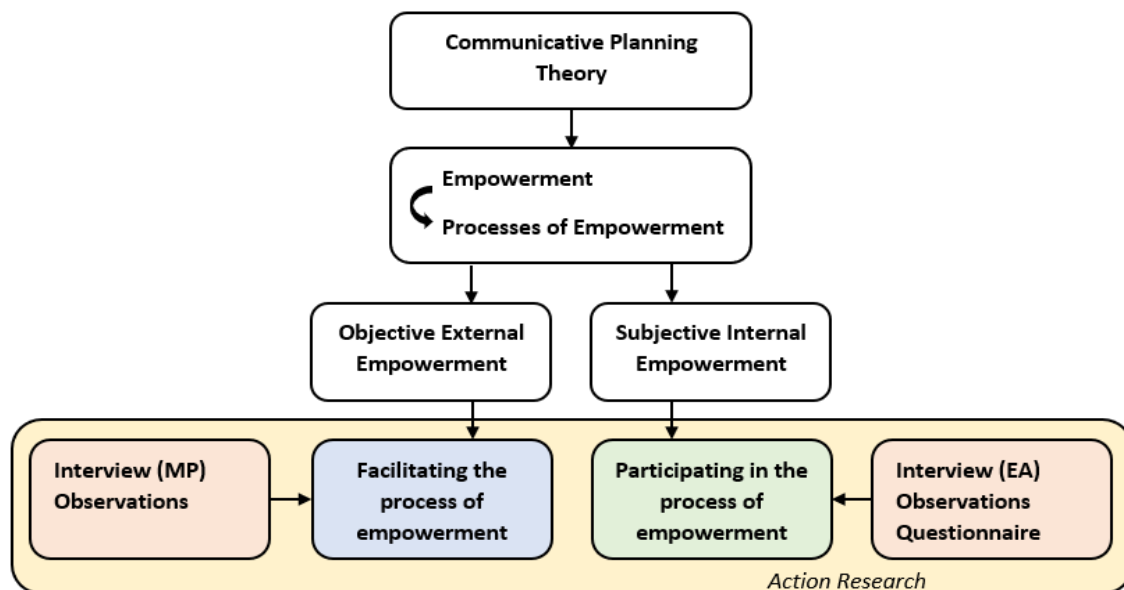 Communicative Planning
Theory
Empowerment
Processes of Empowerment
Objective External
Empowerment
Subjective Internal
Empowerment
Interview (MP)
Observations
Facilitating the
process of
empowerment
Participating in the
process of
empowerment
Interview (EA)
Observations
Questionnaire
Action Research